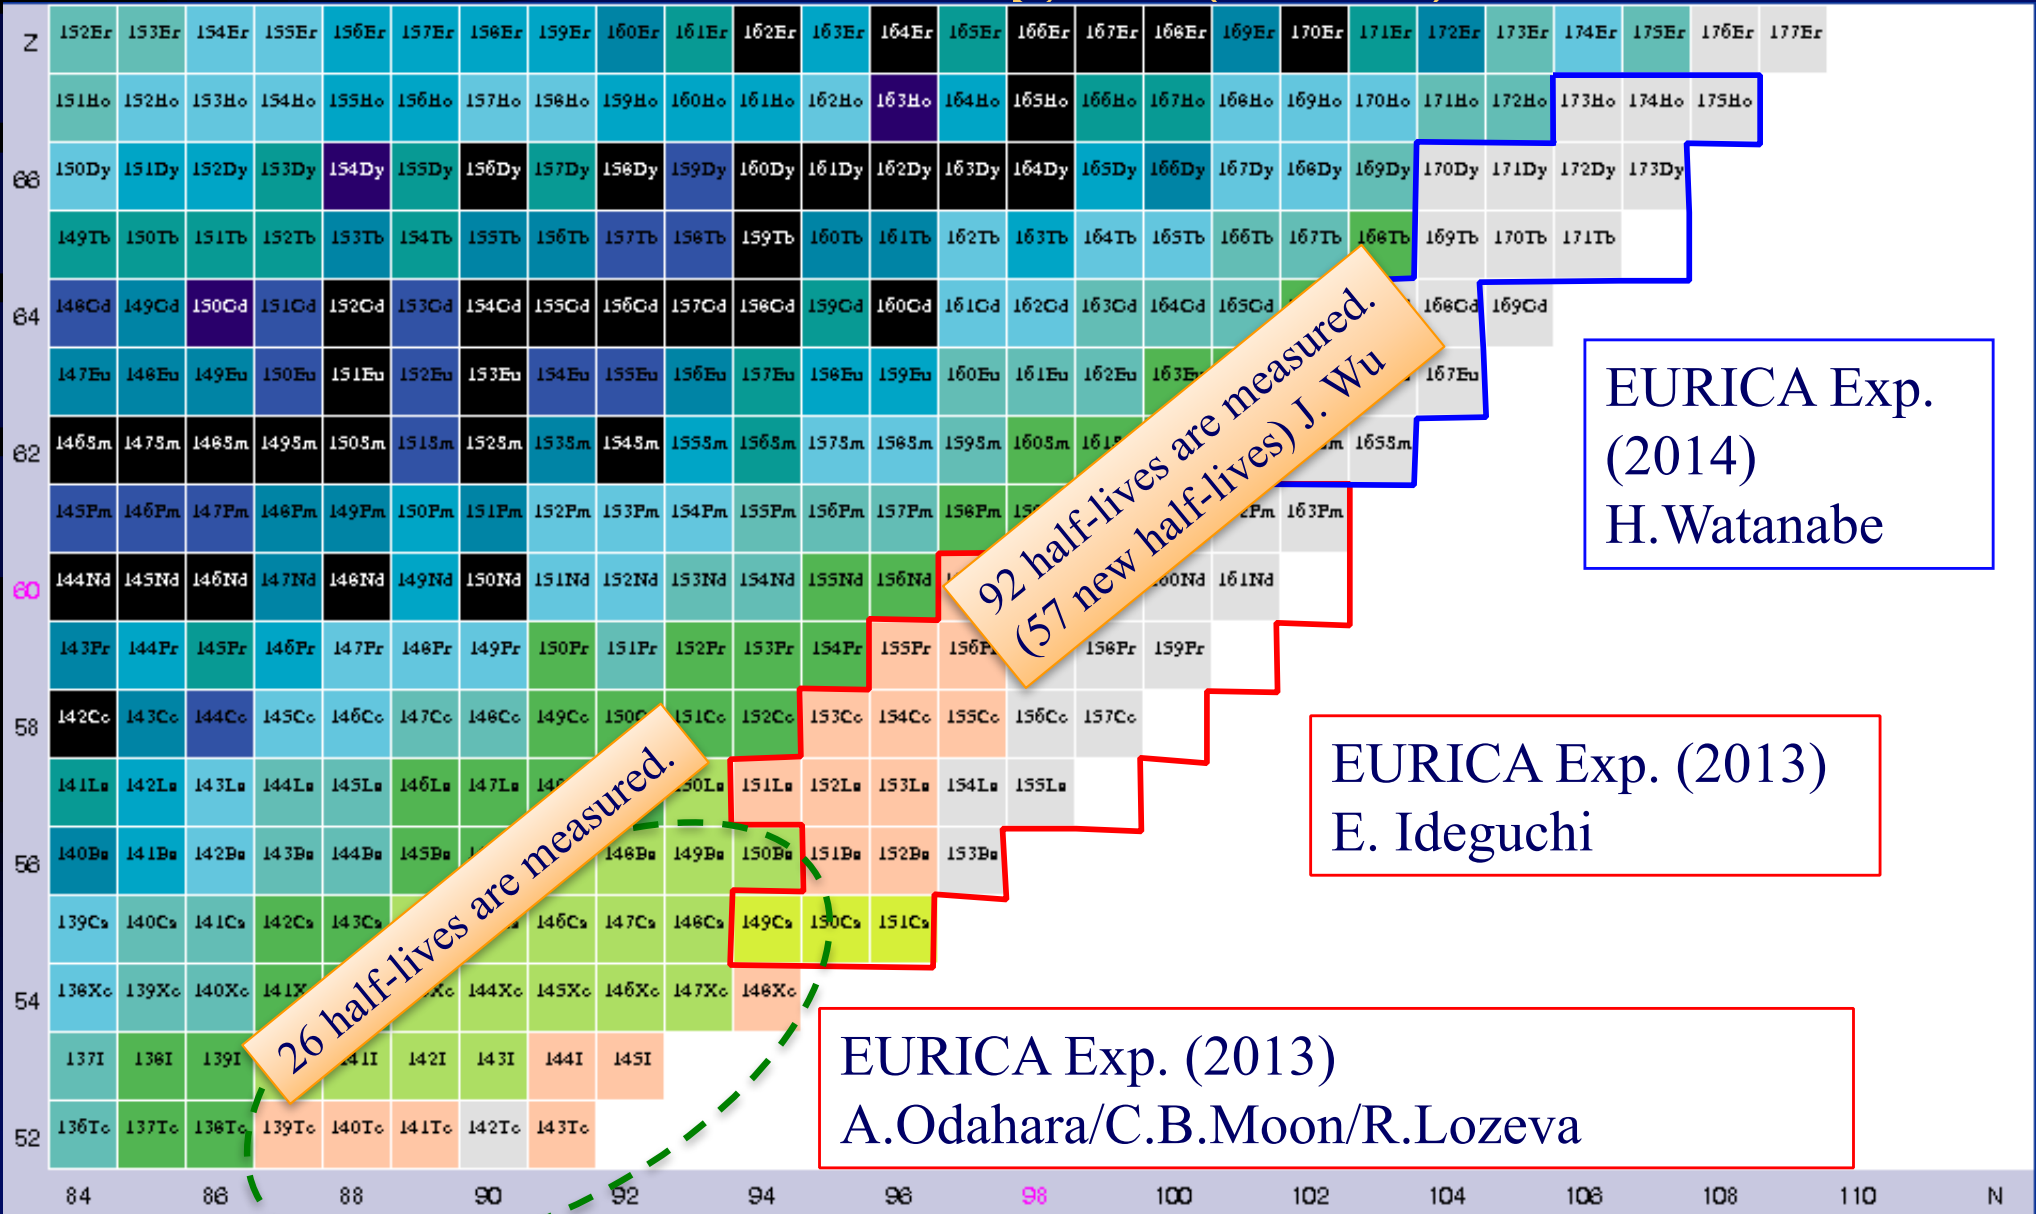 Z 152Er 153Er 154Er 155Er 156Er 157Er 158Er 159Er 160Er 161Er 162Er 163Er 164Er 165Er 166Er 167Er 168Er 169Er 170Er 171Er 172Er 173Er 174Er 175Er 176Er 177Er
151Ho 152Ho 153Ho 154Ho 155Ho 156Ho 157Ho 158Ho 159Ho 160Ho 161Ho 162Ho 163Ho 164Ho 165Ho 166Ho 167Ho 168Ho 169Ho 170Ho 171Ho 172Ho 173Ho 174Ho 175Ho
66 150Dy 151Dy 152Dy 153Dy 154Dy 155Dy 156Dy 157Dy 158Dy 159Dy 160Dy 161Dy 162Dy 163Dy 164Dy 165Dy 166Dy 167Dy 168Dy 169Dy 170Dy 171Dy 172Dy 173Dy
149Tb 150Tb 151Tb 152Tb 153Tb 154Tb 155Tb 156Tb 157Tb 158Tb 159Tb 160Tb 161Tb 162Tb 163Tb 164Tb 165Tb 166Tb 167Tb 168Tb 169Tb 170Tb 171Tb
64 148Gd 149Gd 150Gd 151Gd 152Gd 153Gd 154Gd 155Gd 156Gd 157Gd 158Gd 159Gd 160Gd 161Gd 162Gd 163Gd 164Gd 165Gd 168Gd 169Gd
147Eu 148Eu 149Eu 150Eu 151Eu 152Eu 153Eu 154Eu 155Eu 156Eu 157Eu 158Eu 159Eu 160Eu 161Eu 162Eu 163Eu 167Eu
62 146Sm 147Sm 148Sm 149Sm 150Sm 151Sm 152Sm 153Sm 154Sm 155Sm 156Sm 157Sm 158Sm 159Sm 160Sm 165Sm
145Pm 146Pm 147Pm 148Pm 149Pm 150Pm 151Pm 152Pm 153Pm 154Pm 155Pm 156Pm 157Pm 158Pm 163Pm
60 144Nd 145Nd 146Nd 147Nd 148Nd 149Nd 150Nd 151Nd 152Nd 153Nd 154Nd 155Nd 156Nd 161Nd
143Pr 144Pr 145Pr 146Pr 147Pr 148Pr 149Pr 150Pr 151Pr 152Pr 153Pr 154Pr 155Pr 156Pr 158Pr 159Pr
58 142Ce 143Ce 144Ce 145Ce 146Ce 147Ce 148Ce 149Ce 150Ce 151Ce 152Ce 153Ce 154Ce 155Ce 156Ce 157Ce
141La 142La 143La 144La 145La 146La 147La 150La 151La 152La 153La 154La 155La
56 140Ba 141Ba 142Ba 143Ba 144Ba 145Ba 148Ba 149Ba 150Ba 151Ba 152Ba 153Ba
139Cs 140Cs 141Cs 142Cs 143Cs 146Cs 147Cs 148Cs 149Cs 150Cs 151Cs
54 138Xe 139Xe 140Xe 141X 144Xe 145Xe 146Xe 147Xe 148Xe
137I 138I 139I 141I 142I 143I 144I 145I
52 136Te 137Te 138Te 139Te 140Te 141Te 142Te 143Te
84 86 88 90 92 94 96 98 100 102 104 106 108 110 N
92 half-lives are measured.
(57 new half-lives) J. Wu
26 half-lives are measured.
EURICA Exp.
(2014)
H.Watanabe
EURICA Exp. (2013)
E. Ideguchi
EURICA Exp. (2013)
A.Odahara/C.B.Moon/R.Lozeva